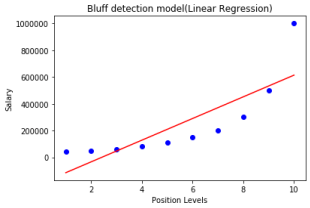 Bluff detection model(Linear Regression)
1000000
800000
600000
400000
200000
0
Salary
2 4 6 8 10
Position Levels